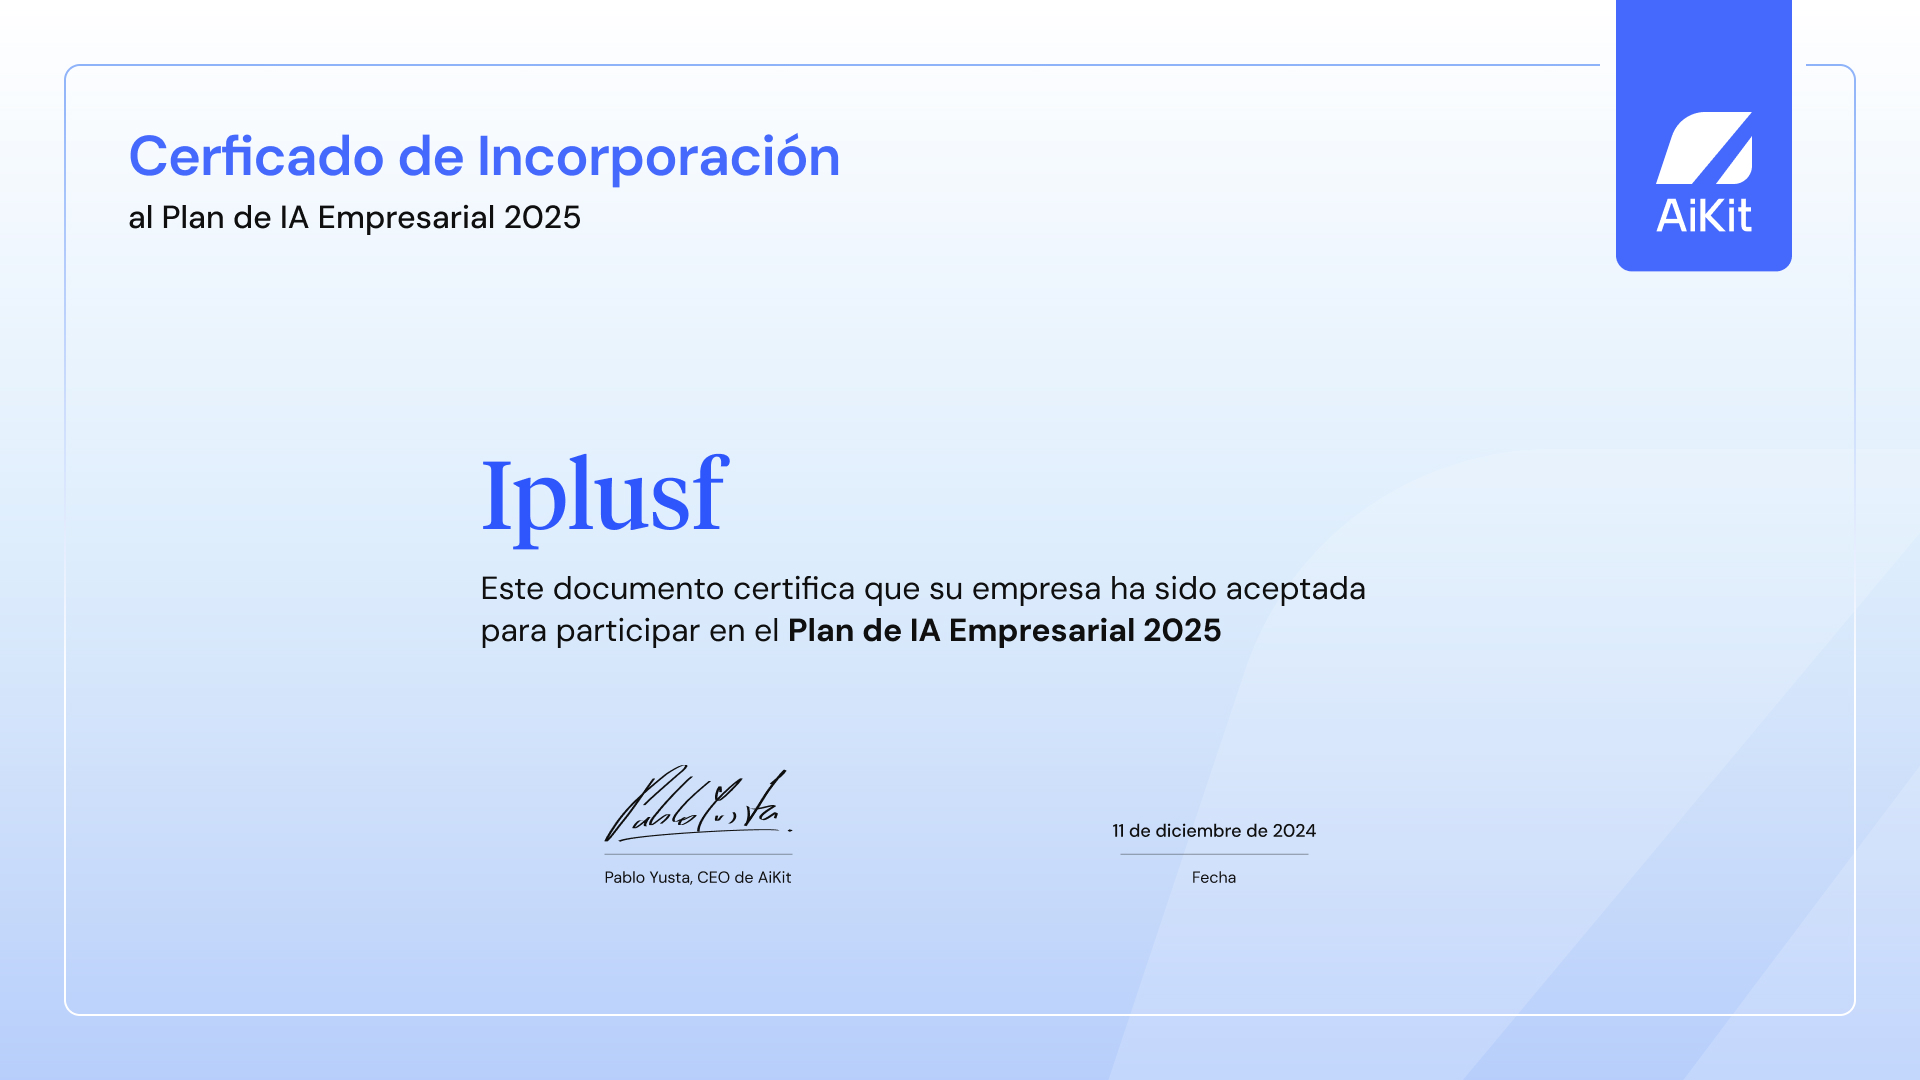 Cerficado de Incorporación
al Plan de IA Empresarial 2025
AiKit
Iplusf
Este documento certifica que su empresa ha sido aceptada
para participar en el Plan de IA Empresarial 2025
Pablo Yusta.
11 de diciembre de 2024
Pablo Yusta, CEO de AiKit
Fecha